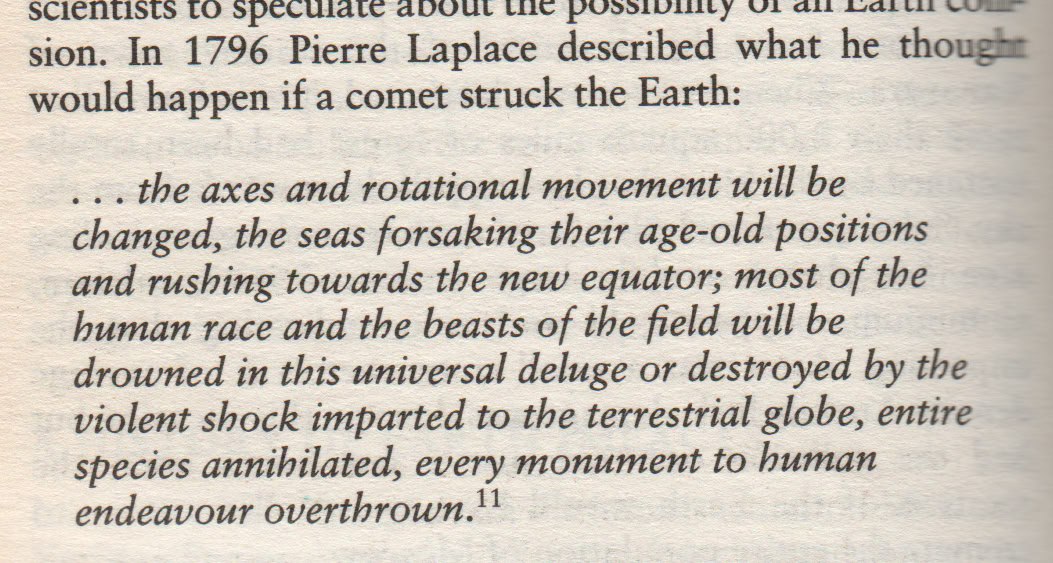 scientists to speculate about the possibility of an Earth colli-
sion. In 1796 Pierre Laplace described what he thought
would happen if a comet struck the Earth:
. . . the axes and rotational movement will be
changed, the seas forsaking their age-old positions
and rushing towards the new equator; most of the
human race and the beasts of the field will be
drowned in this universal deluge or destroyed by the
violent shock imparted to the terrestrial globe, entire
species annihilated, every monument to human
endeavour overthrown.11